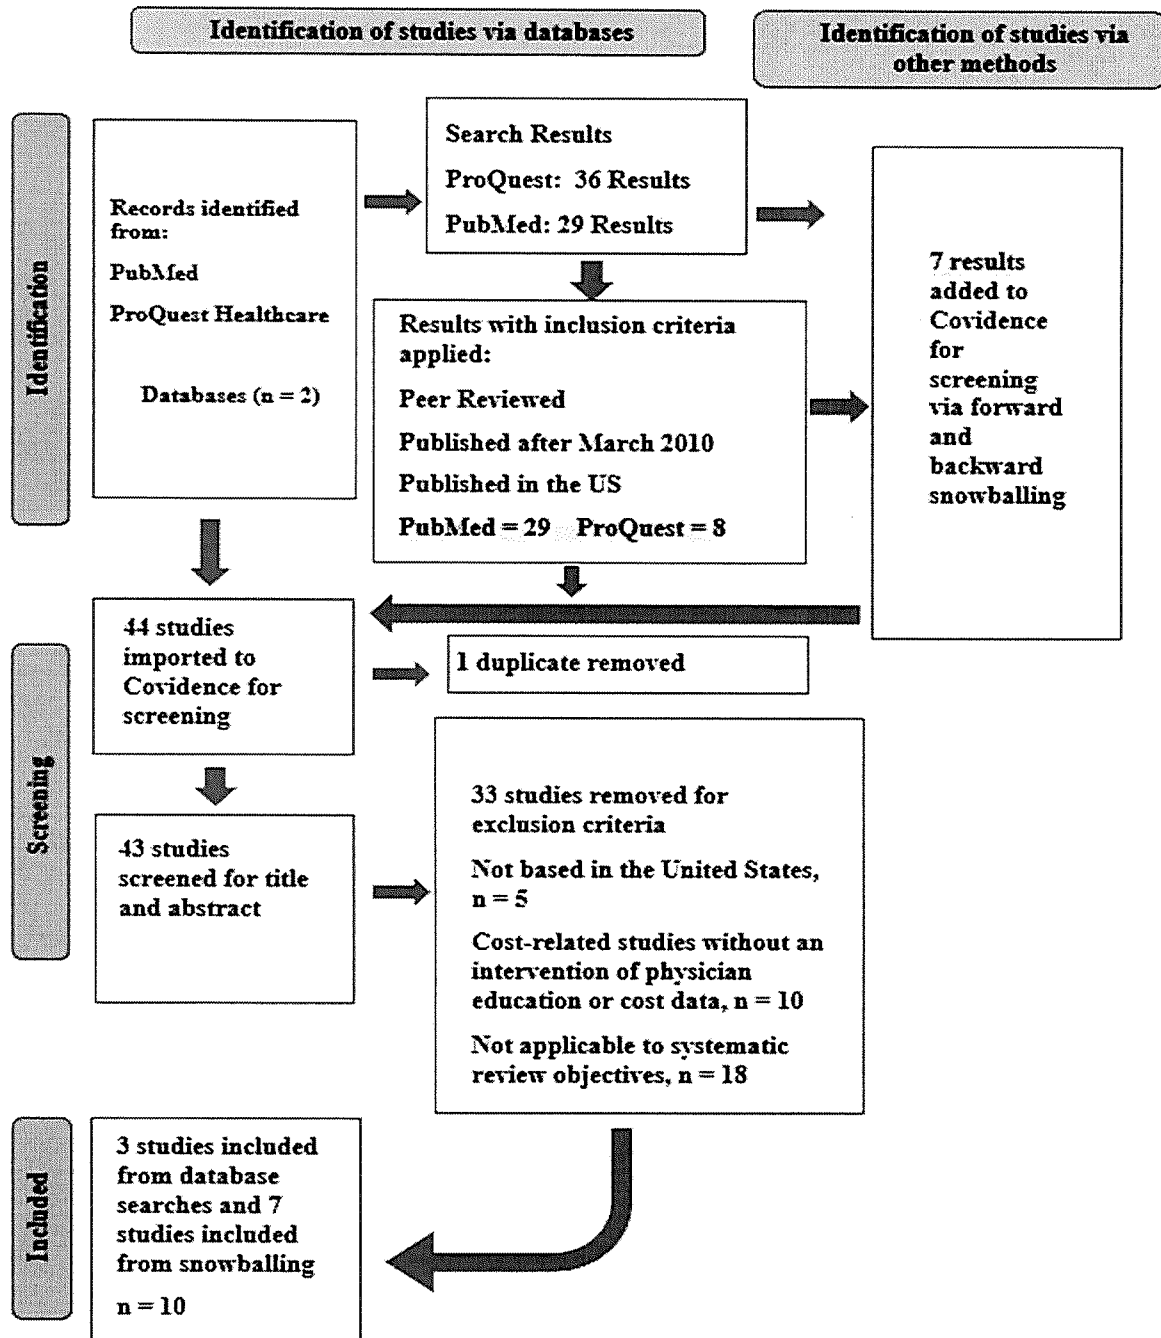 Identification of studies via databases
Identification of studies via
other methods
Identification
Records identified
from:
PubMed
ProQuest Healthcare
Databases (n = 2)
Search Results
ProQuest: 36 Results
PubMed: 29 Results
Results with inclusion criteria
applied:
Peer Reviewed
Published after March 2010
Published in the US
PubMed = 29 ProQuest = 8
7 results
added to
Covidence
for
screening
via forward
and
backward
snowballing
Screening
44 studies
imported to
Covidence for
screening
1 duplicate removed
43 studies
screened for title
and abstract
33 studies removed for
exclusion criteria
Not based in the United States,
n = 5
Cost-related studies without an
intervention of physician
education or cost data, n = 10
Not applicable to systematic
review objectives, n = 18
Included
3 studies included
from database
searches and 7
studies included
from snowballing
n = 10